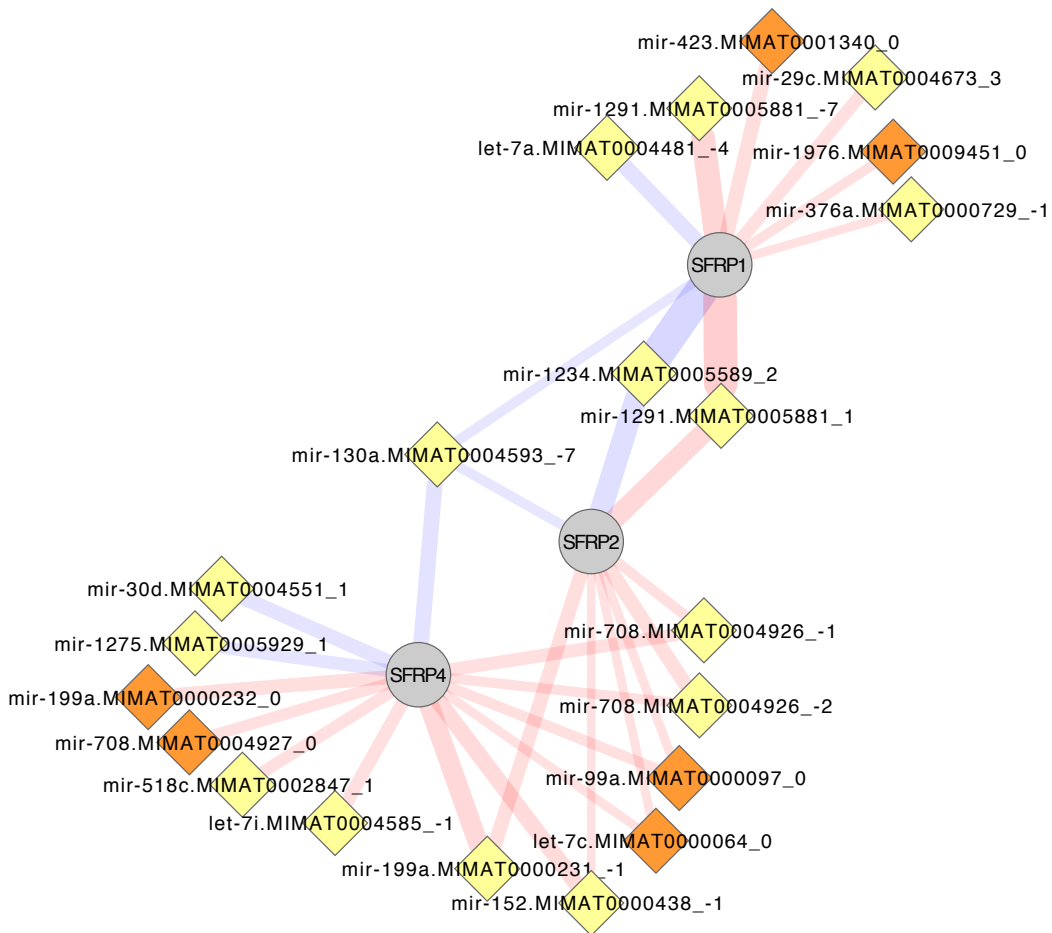 mir-423.MIMAT0001340_0
mir-29c.MIMAT0004673_3
mir-1291.MIMAT0005881_-7
let-7a.MIMAT0004481_-4
mir-1976.MIMAT0009451_0
mir-376a.MIMAT0000729_-1
SFRP1
mir-1234.MIMAT0005589_2
mir-1291.MIMAT0005881_1
mir-130a.MIMAT0004593_-7
SFRP2
mir-30d.MIMAT0004551_1
mir-708.MIMAT0004926_-1
mir-1275.MIMAT0005929_1
SFRP4
mir-199a.MIMAT0000232_0
mir-708.MIMAT0004926_-2
mir-708.MIMAT0004927_0
mir-99a.MIMAT0000097_0
mir-518c.MIMAT0002847_1
let-7i.MIMAT0004585_-1
let-7c.MIMAT0000064_0
mir-199a.MIMAT0000231_-1
mir-152.MIMAT0000438_-1